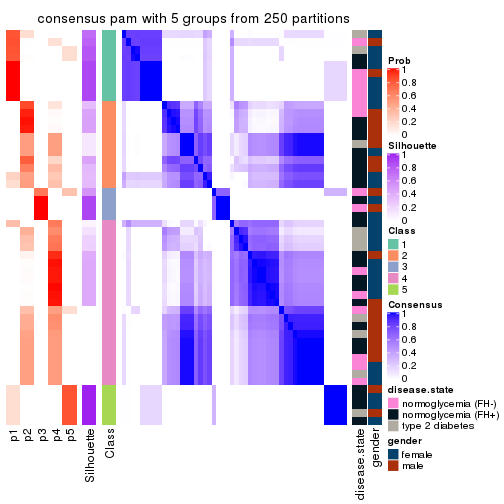 consensus pam with 5 groups from 250 partitions
Prob
1
0.8
0.6
0.4
0.2
0
Silhouette
1
0.8
0.6
0.4
0.2
0
Class
1
2
3
4
5
Consensus
1
0.8
0.6
0.4
0.2
0
disease.state
normoglycemia (FH-)
normoglycemia (FH+)
type 2 diabetes
gender
female
male
p1
p2
p3
p4
p5
Silhouette
Class
disease.state
gender